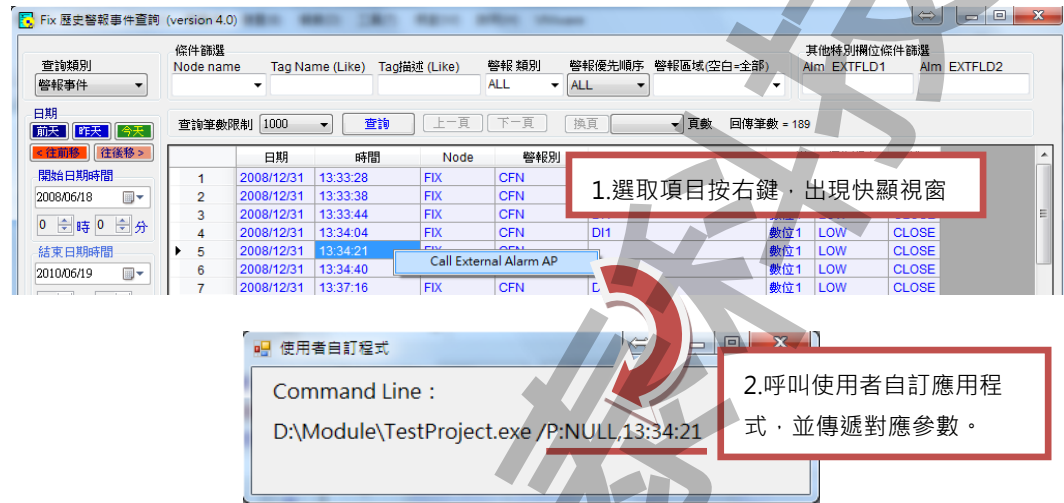 Fix 歷史警報事件查詢 (version 4.0)
條件篩選 其他特別欄位條件篩選
查詢類別 Node name Tag Name (Like) Tag描述 (Like) 警報 類別 警報優先順序 警報區域(空白=全部) Alm EXTFLD1 Alm EXTFLD2
警報事件 ALL ALL
日期
前天 昨天 今天 查詢筆數限制 1000 查詢 上一頁 下一頁 換頁 頁數 回傳筆數 = 189
<往前移 往後移>
日期 時間 Node 警報別
開始日期時間
1 2008/12/31 13:33:28 FIX CFN
2008/06/18
2 2008/12/31 13:33:38 FIX CFN
3 2008/12/31 13:33:44 FIX CFN
0 時 0 分
4 2008/12/31 13:34:04 FIX CFN DI1 數位1 LOW CLOSE
結束日期時間
5 2008/12/31 13:34:21 FIX CFN 數位1 LOW CLOSE
2010/06/19
6 2008/12/31 13:34:40 數位1 LOW CLOSE
7 2008/12/31 13:37:16 FIX CFN 數位1 LOW CLOSE
Call External Alarm AP
1.選取項目按右鍵，出現快顯視窗
使用者自訂程式
Command Line：
D:\Module\TestProject.exe /P:NULL,13:34:21
2.呼叫使用者自訂應用程
式，並傳遞對應參數。